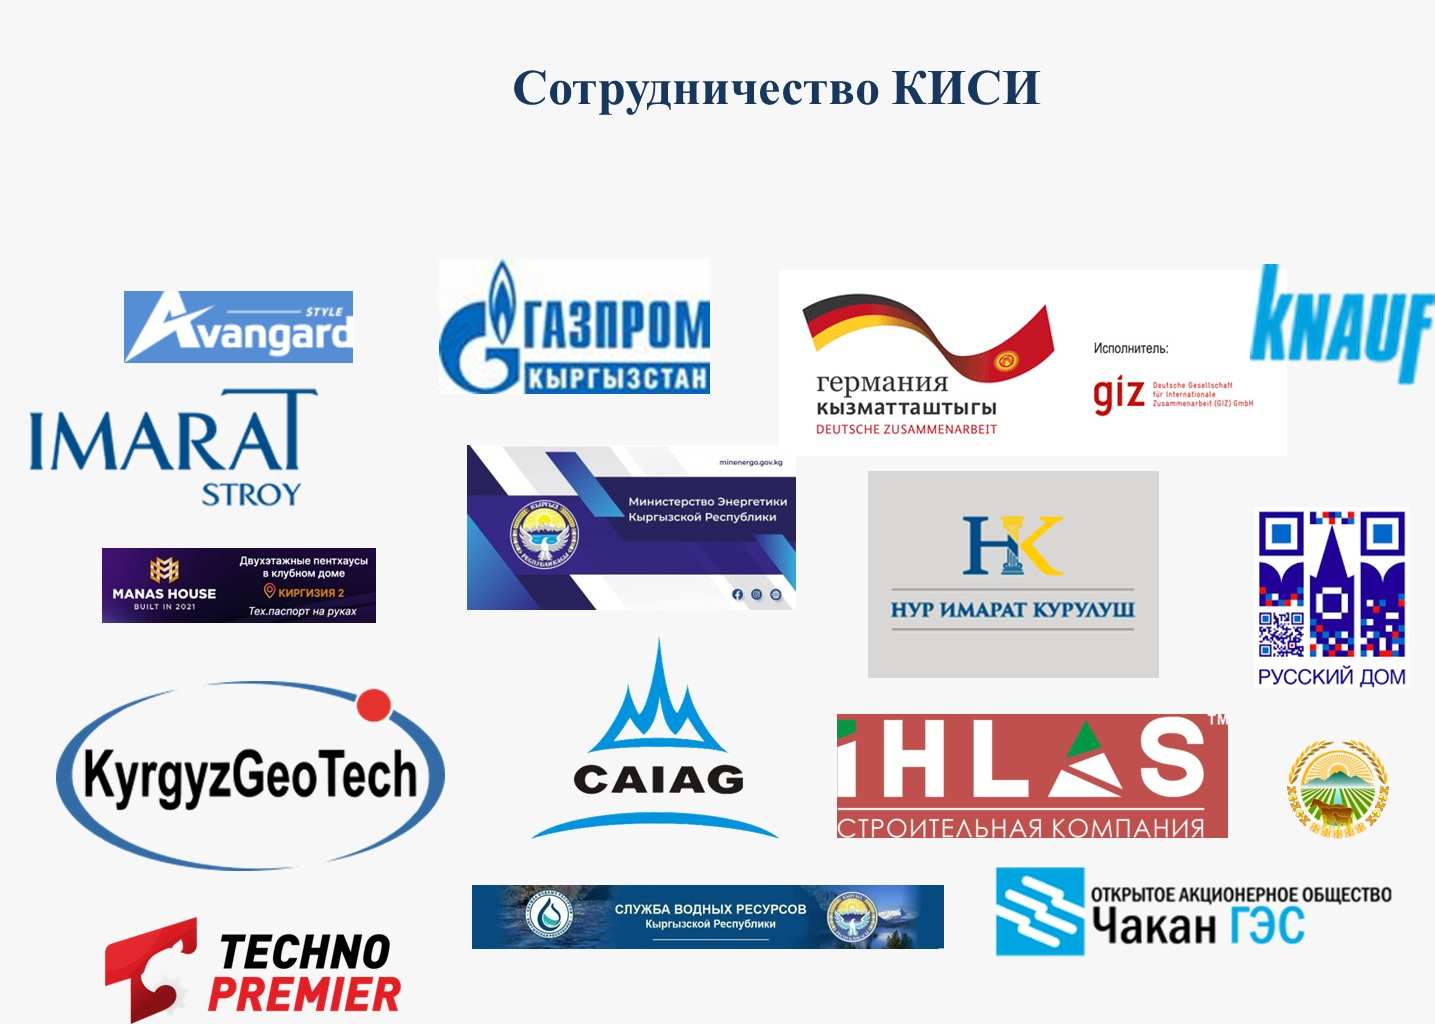 Сотрудничество КИСИ
STYLE
Avangard
ГАЗПРОМ
КЫРГЫЗСТАН
германия
кызматташтыгы
DEUTSCHE ZUSAMMENARBEIT
Исполнитель:
giz
Deutsche Gesellschaft
für Internationale
Zusammenarbeit (GIZ) GmbH
KNAUF
IMARAT
STROY
minenergo.gov.kg
Министерство Энергетики
Кыргызской Республики
НК
НУР ИМАРАТ КУРУЛУШ
MANAS HOUSE
BUILT IN 2021
Двухэтажные пентхаусы
в клубном доме
КИРГИЗИЯ 2
Тех.паспорт на руках
РУССКИЙ ДОМ
KyrgyzGeoTech
CAIAG
iHLAS TM
СТРОИТЕЛЬНАЯ КОМПАНИЯ
СЛУЖБА ВОДНЫХ РЕСУРСОВ
Кыргызской Республики
ОТКРЫТОЕ АКЦИОНЕРНОЕ ОБЩЕСТВО
Чакан ГЭС
TECHNO
PREMIER